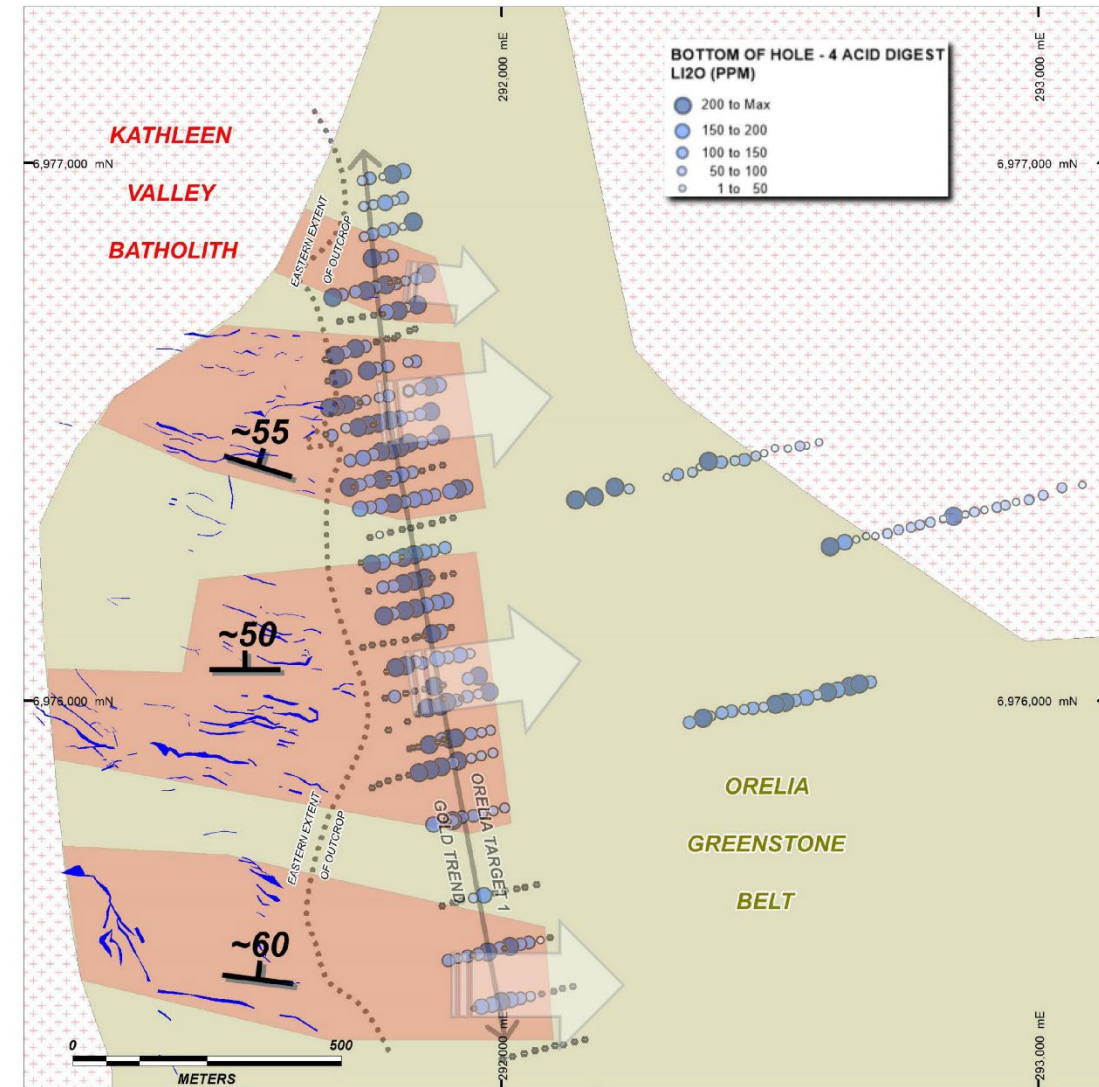 292,000 mE
293,000 mE
BOTTOM OF HOLE - 4 ACID DIGEST
LI2O (PPM)
200 to Max
150 to 200
100 to 150
50 to 100
1 to 50
KATHLEEN
VALLEY
BATHOLITH
6,977,000 mN
6,977,000 mN
EASTERN EXTENT
OF OUTCROP
~55
~50
6,976,000 mN
6,976,000 mN
ORELIA TARGET 1
GOLD TREND
ORELIA
GREENSTONE
BELT
EASTERN EXTENT
OF OUTCROP
~60
292,000 mE
293,000 mE
0 500
METERS